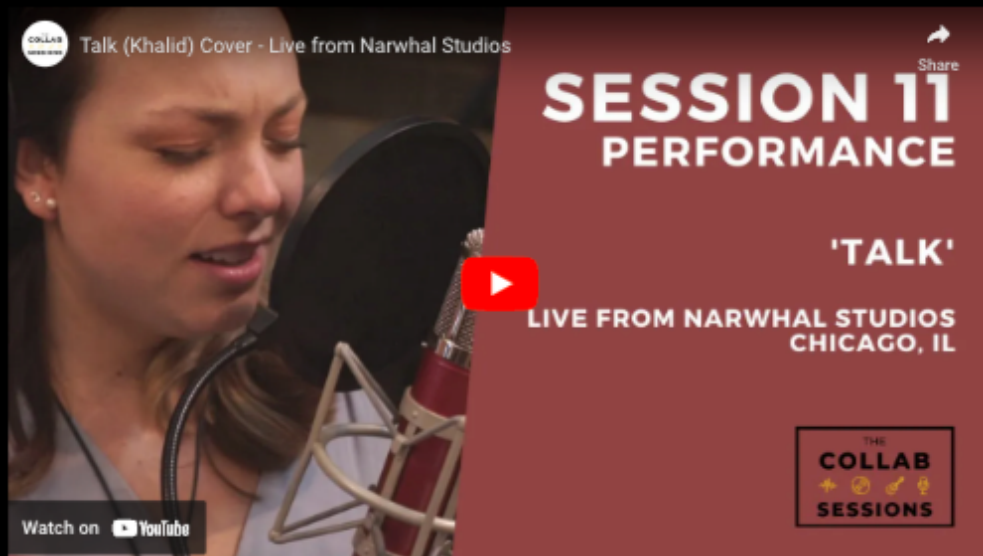 Talk (Khalid) Cover - Live from Narwhal Studios
Share
SESSION 11
PERFORMANCE
'TALK'
LIVE FROM NARWHAL STUDIOS
CHICAGO, IL
THE
COLLAB
SESSIONS
Watch on YouTube